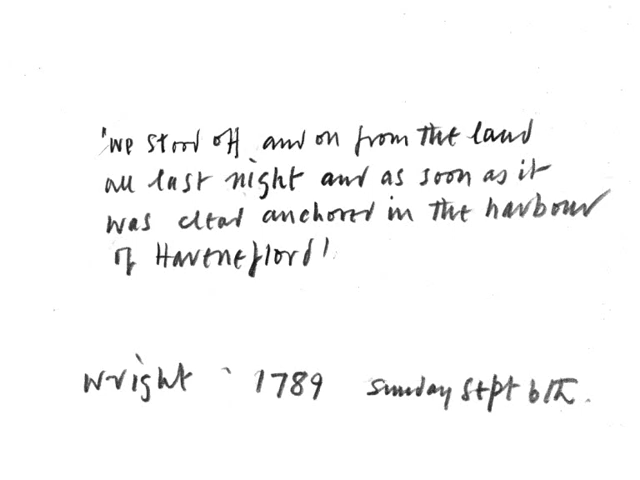 'we stood off and on from the land
all last night and as soon as it
was clear anchored in the harbour
of Havenefiord'
Wright 1789 Sunday Sept 6th.